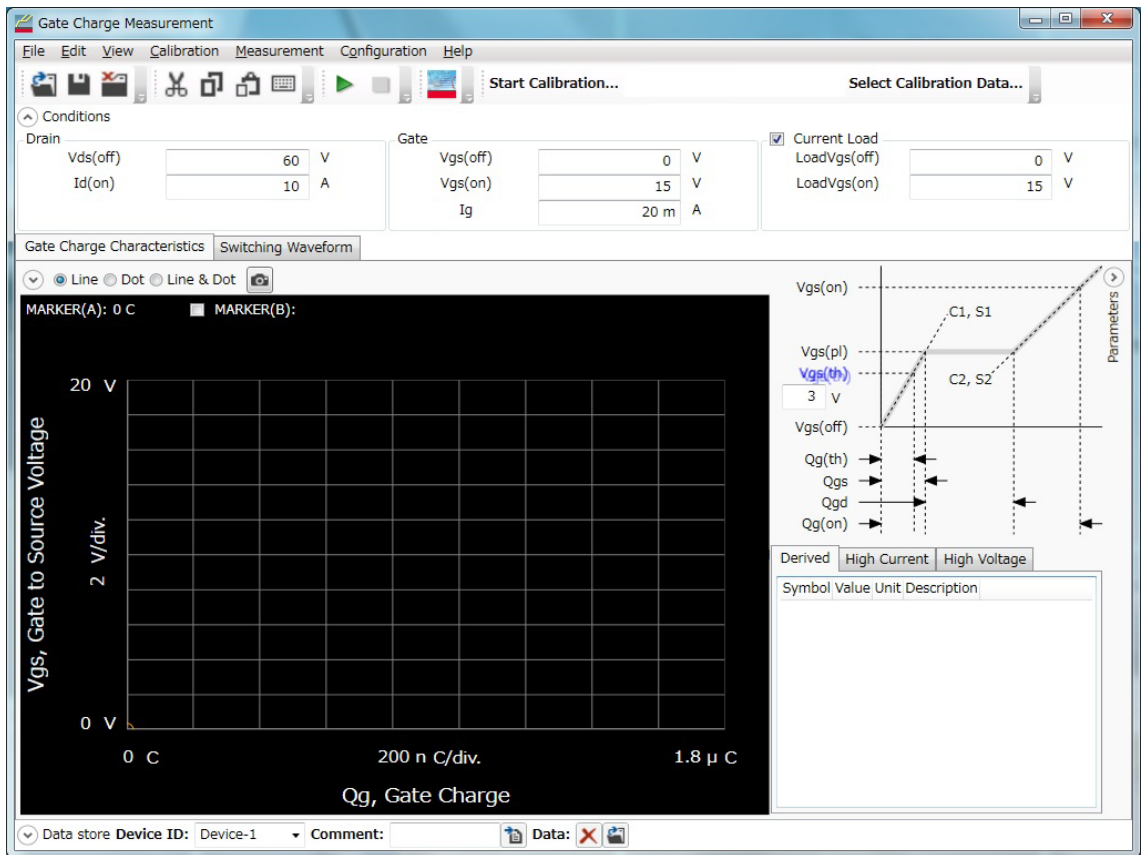 Gate Charge Measurement
File Edit View Calibration Measurement Configuration Help
Start Calibration... Select Calibration Data...
Conditions
Drain
Vds(off) 60 V
Id(on) 10 A
Gate
Vgs(off) 0 V
Vgs(on) 15 V
Ig 20 m A
Current Load
LoadVgs(off) 0 V
LoadVgs(on) 15 V
Gate Charge Characteristics Switching Waveform
Line Dot Line & Dot
MARKER(A): 0 C MARKER(B):
20 V
Vgs, Gate to Source Voltage
2 V/div.
0 V
0 C 200 n C/div. 1.8 μ C
Qg, Gate Charge
Parameters
Vgs(on)
C1, S1
Vgs(pl)
Vgs(th)
C2, S2
3 V
Vgs(off)
Qg(th)
Qgs
Qgd
Qg(on)
Derived High Current High Voltage
Symbol Value Unit Description
Data store Device ID: Device-1 Comment: Data: